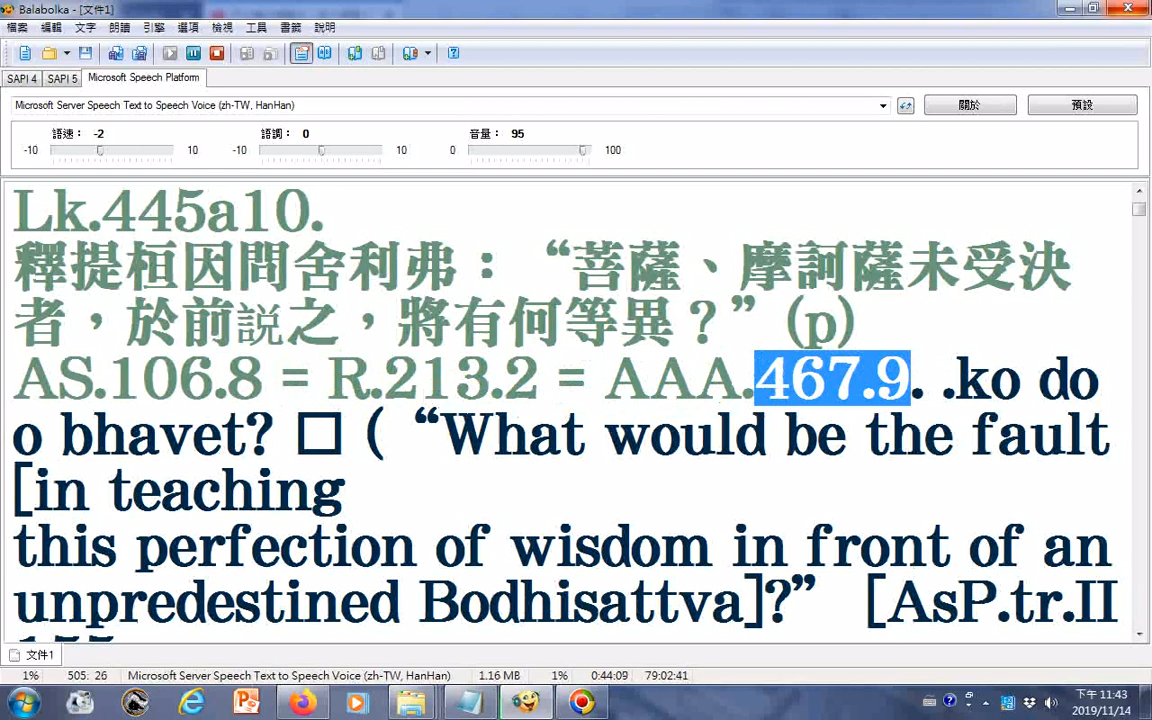 Balabolka - [文件1]
檔案 編輯 文字 朗讀 引擎 選項 檢視 工具 書籤 說明
SAPI 4 SAPI 5 Microsoft Speech Platform
Microsoft Server Speech Text to Speech Voice (zh-TW, HanHan) 關於 預設
語速： -2 語調： 0 音量： 95
-10 10 -10 10 0 100
Lk.445a10.
釋提桓因問舍利弗：“菩薩、摩訶薩未受決
者，於前説之，將有何等異？”(p)
AS.106.8 = R.213.2 = AAA.467.9. .ko do
o bhavet? □ (“What would be the fault
[in teaching
this perfection of wisdom in front of an
unpredestined Bodhisattva]?” [AsP.tr.II
文件1
1% 505: 26 Microsoft Server Speech Text to Speech Voice (zh-TW, HanHan) 1.16 MB 1% 0:44:09 79:02:41
下午 11:43
2019/11/14